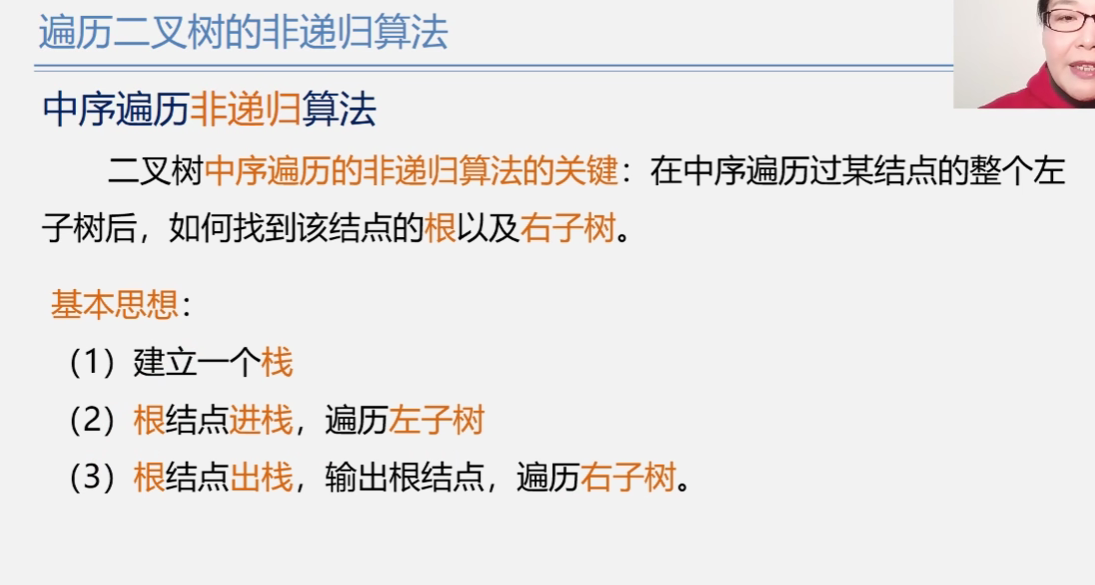 遍历二叉树的非递归算法
中序遍历非递归算法
二叉树中序遍历的非递归算法的关键：在中序遍历过某结点的整个左
子树后，如何找到该结点的根以及右子树。
基本思想：
（1）建立一个栈
（2）根结点进栈，遍历左子树
（3）根结点出栈，输出根结点，遍历右子树。